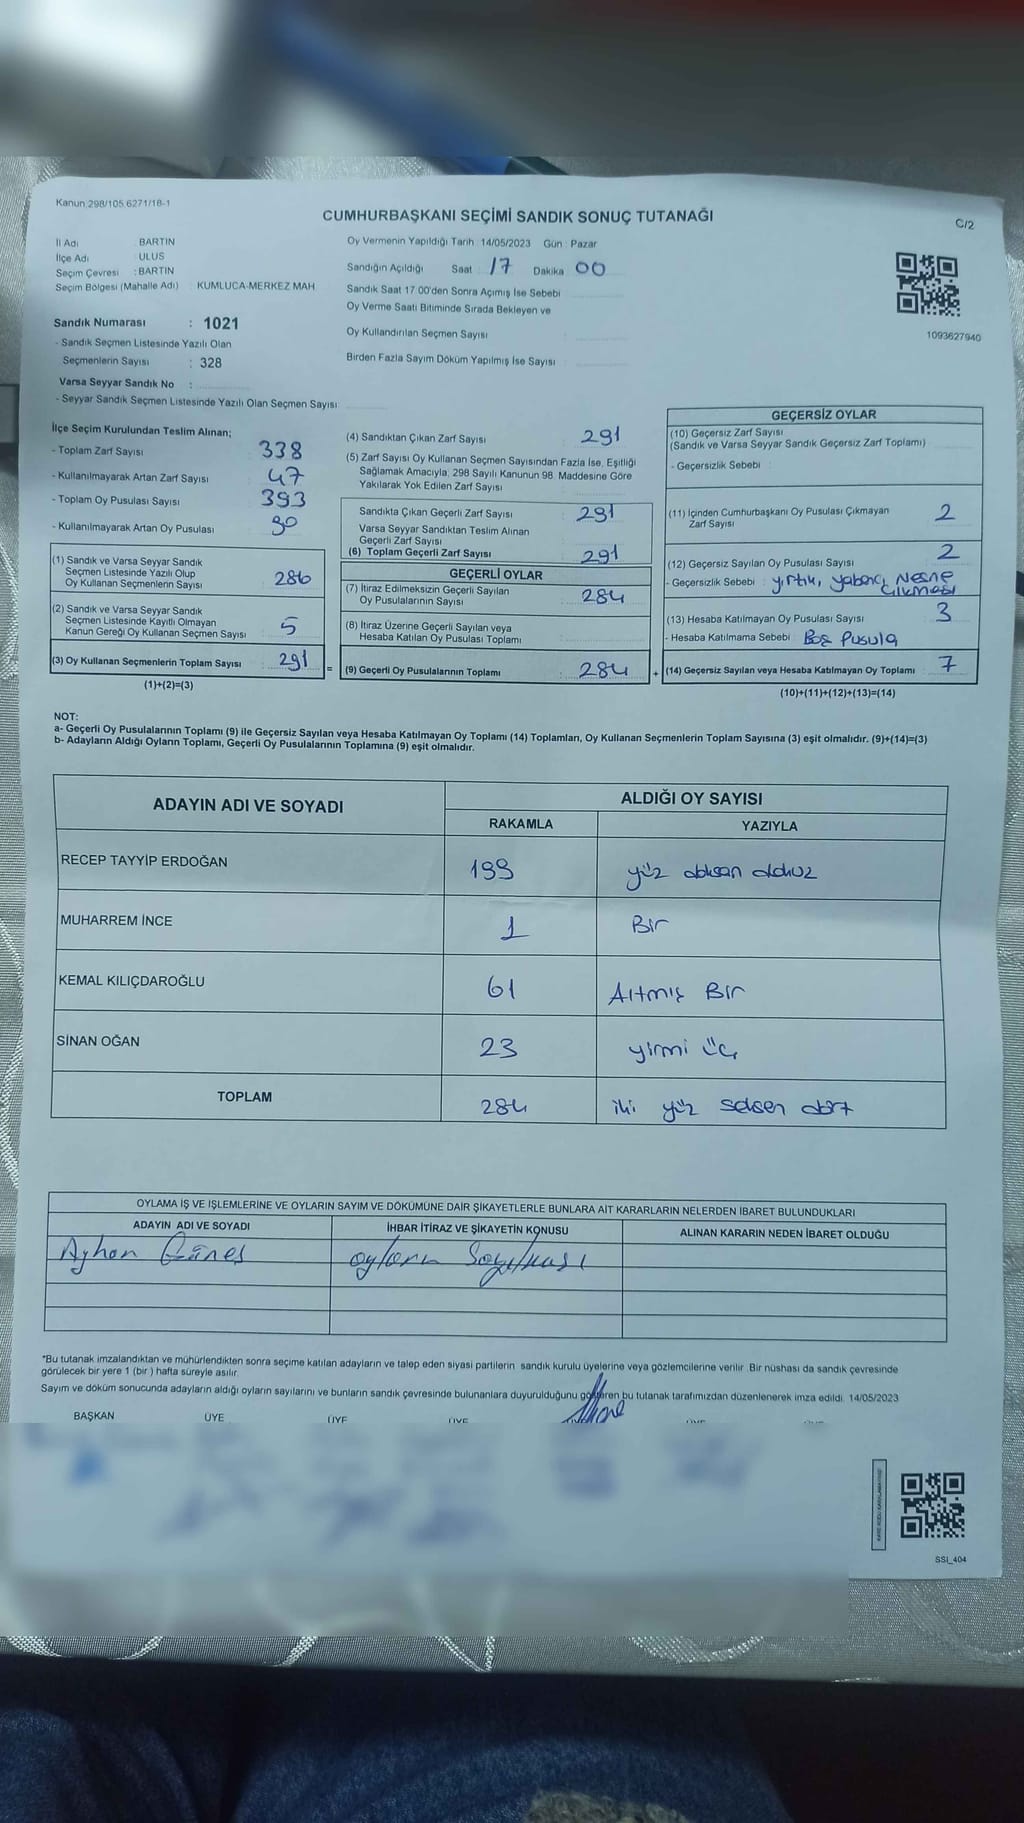 Kanun:298/105 6271/18-1
CUMHURBAŞKANI SEÇİMİ SANDIK SONUÇ TUTANAĞI
C/2
İl Adı : BARTIN
İlçe Adı : ULUS
Seçim Çevresi : BARTIN
Seçim Bölgesi (Mahalle Adı) KUMLUCA-MERKEZ MAH.
Sandık Numarası : 1021
- Sandık Seçmen Listesinde Yazılı Olan
Seçmenlerin Sayısı : 328
Varsa Seyyar Sandık No :
- Seyyar Sandık Seçmen Listesinde Yazılı Olan Seçmen Sayısı:
Oy Vermenin Yapıldığı Tarih 14/05/2023 Gün : Pazar
Sandığın Açıldığı Saat 17 Dakika 00
Sandık Saat 17.00'den Sonra Açımış İse Sebebi
Oy Verme Saati Bitiminde Sırada Bekleyen ve
Oy Kullandırılan Seçmen Sayısı
Birden Fazla Sayım Döküm Yapılmış İse Sayısı
1093627940
İlçe Seçim Kurulundan Teslim Alınan;
- Toplam Zarf Sayısı 338
- Kullanılmayarak Artan Zarf Sayısı 47
- Toplam Oy Pusulası Sayısı 393
- Kullanılmayarak Artan Oy Pusulası 90
(1) Sandık ve Varsa Seyyar Sandık
Seçmen Listesinde Yazılı Olup
Oy Kullanan Seçmenlerin Sayısı 286
(2) Sandık ve Varsa Seyyar Sandık
Seçmen Listesinde Kayıtlı Olmayan
Kanun Gereği Oy Kullanan Seçmen Sayısı 5
(3) Oy Kullanan Seçmenlerin Toplam Sayısı 291 =
(1)+(2)=(3)
(4) Sandıktan Çıkan Zarf Sayısı 291
(5) Zarf Sayısı Oy Kullanan Seçmen Sayısından Fazla İse, Eşitliği
Sağlamak Amacıyla, 298 Sayılı Kanunun 98. Maddesine Göre
Yakılarak Yok Edilen Zarf Sayısı
Sandıkta Çıkan Geçerli Zarf Sayısı 291
Varsa Seyyar Sandıktan Teslim Alınan
Geçerli Zarf Sayısı
(6) Toplam Geçerli Zarf Sayısı 291
GEÇERLİ OYLAR
(7) İtiraz Edilmeksizin Geçerli Sayılan
Oy Pusulalarının Sayısı 284
(8) İtiraz Üzerine Geçerli Sayılan veya
Hesaba Katılan Oy Pusulası Toplamı
(9) Geçerli Oy Pusulalarının Toplamı 284 +
GEÇERSİZ OYLAR
(10) Geçersiz Zarf Sayısı
(Sandık ve Varsa Seyyar Sandık Geçersiz Zarf Toplamı)
- Geçersizlik Sebebi :
(11) İçinden Cumhurbaşkanı Oy Pusulası Çıkmayan
Zarf Sayısı 2
(12) Geçersiz Sayılan Oy Pusulası Sayısı 2
- Geçersizlik Sebebi : yırtık, yabancı Nesne
Çıkması
(13) Hesaba Katılmayan Oy Pusulası Sayısı 3
- Hesaba Katılmama Sebebi : Boş Pusula
(14) Geçersiz Sayılan veya Hesaba Katılmayan Oy Toplamı 7
(10)+(11)+(12)+(13)=(14)
NOT:
a- Geçerli Oy Pusulalarının Toplamı (9) ile Geçersiz Sayılan veya Hesaba Katılmayan Oy Toplamı (14) Toplamları, Oy Kullanan Seçmenlerin Toplam Sayısına (3) eşit olmalıdır. (9)+(14)=(3)
b- Adayların Aldığı Oyların Toplamı, Geçerli Oy Pusulalarının Toplamına (9) eşit olmalıdır.
ADAYIN ADI VE SOYADI
ALDIĞI OY SAYISI
RAKAMLA YAZIYLA
RECEP TAYYİP ERDOĞAN 199 yüz doksan dokuz
MUHARREM İNCE 1 Bir
KEMAL KILIÇDAROĞLU 61 Altmış Bir
SİNAN OĞAN 23 yirmi üç
TOPLAM 284 iki yüz seksen dört
OYLAMA İŞ VE İŞLEMLERİNE VE OYLARIN SAYIM VE DÖKÜMÜNE DAİR ŞİKAYETLERLE BUNLARA AİT KARARLARIN NELERDEN İBARET BULUNDUKLARI
ADAYIN ADI VE SOYADI İHBAR İTİRAZ VE ŞİKAYETİN KONUSU ALINAN KARARIN NEDEN İBARET OLDUĞU
Ayhan Güneş oyların Sayılması
*Bu tutanak imzalandıktan ve mühürlendikten sonra seçime katılan adayların ve talep eden siyasi partilerin sandık kurulu üyelerine veya gözlemcilerine verilir. Bir nüshası da sandık çevresinde
görülecek bir yere 1 (bir ) hafta süreyle asılır.
Sayım ve döküm sonucunda adayların aldığı oyların sayılarını ve bunların sandık çevresinde bulunanlara duyurulduğunu gösteren bu tutanak tarafımızdan düzenlenerek imza edildi. 14/05/2023
BAŞKAN ÜYE ÜYE ÜYE
SSI_404